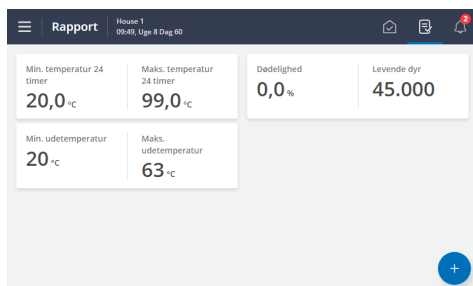 Rapport
House 1
09:49, Uge 8 Dag 60
2
Min. temperatur 24
timer
20,0 °C
Maks. temperatur
24 timer
99,0 °C
Dødelighed
0,0 %
Levende dyr
45.000
Min. udetemperatur
20 °C
Maks.
udetemperatur
63 °C
+